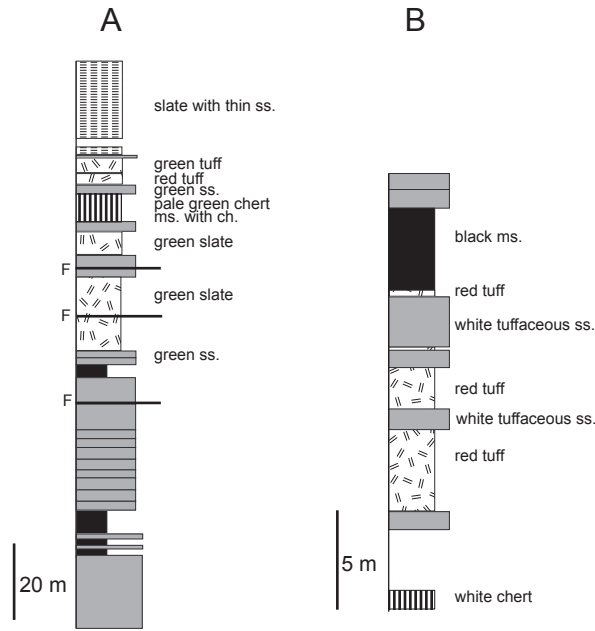 A
slate with thin ss.
green tuff
red tuff
green ss.
pale green chert
ms. with ch.
green slate
F
green slate
F
green ss.
F
20 m
B
black ms.
red tuff
white tuffaceous ss.
red tuff
white tuffaceous ss.
red tuff
5 m
white chert